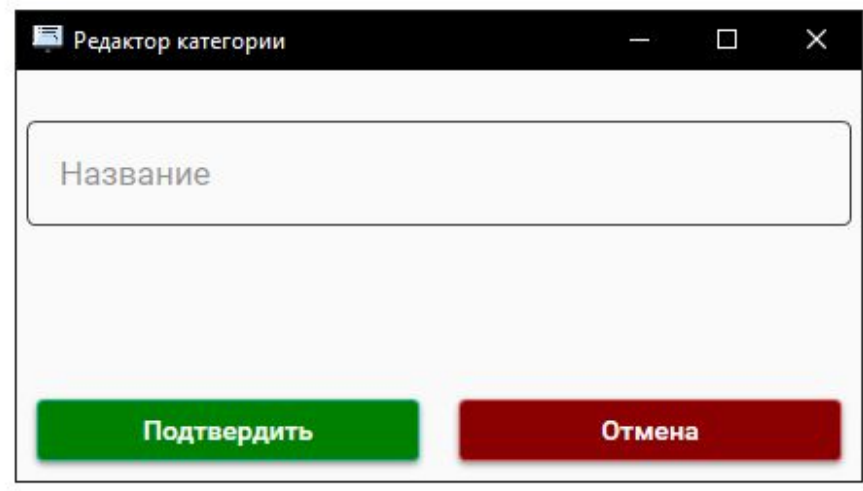 Редактор категории
Название
Подтвердить
Отмена